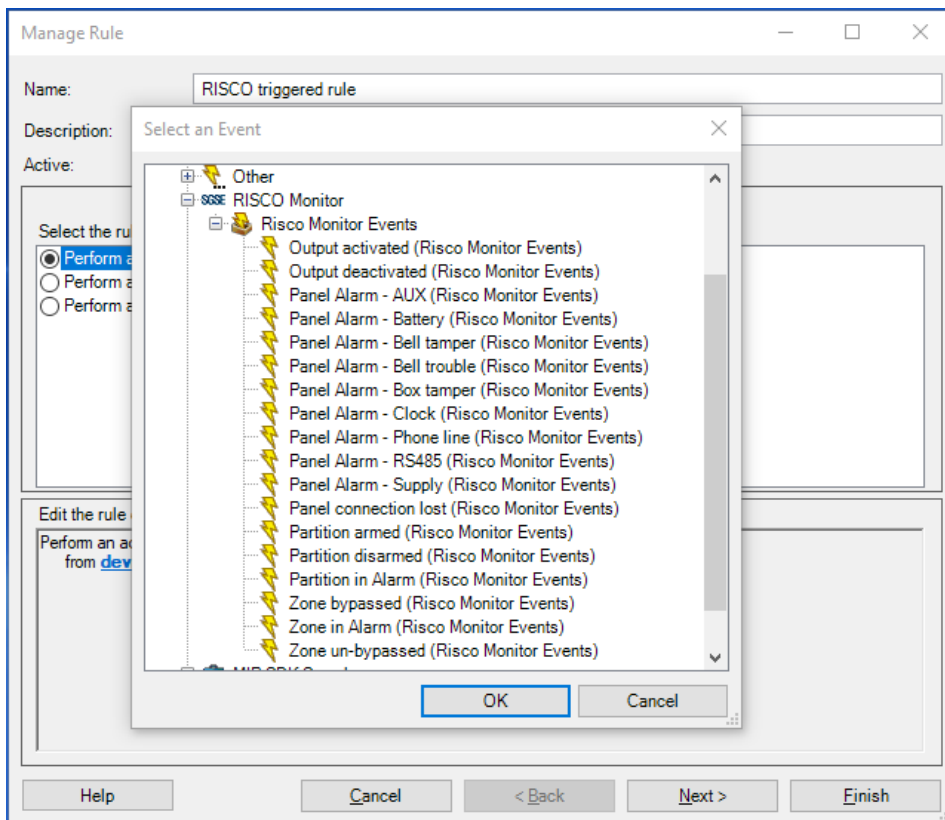 Manage Rule
Name:
RISCO triggered rule
Description:
Select an Event
Active:
Other
SGSE RISCO Monitor
Risco Monitor Events
Select the ru
Output activated (Risco Monitor Events)
Perform a
Output deactivated (Risco Monitor Events)
Perform a
Panel Alarm - AUX (Risco Monitor Events)
Perform a
Panel Alarm - Battery (Risco Monitor Events)
Panel Alarm - Bell tamper (Risco Monitor Events)
Panel Alarm - Bell trouble (Risco Monitor Events)
Panel Alarm - Box tamper (Risco Monitor Events)
Panel Alarm - Clock (Risco Monitor Events)
Panel Alarm - Phone line (Risco Monitor Events)
Panel Alarm - RS485 (Risco Monitor Events)
Panel Alarm - Supply (Risco Monitor Events)
Panel connection lost (Risco Monitor Events)
Edit the rule
Partition armed (Risco Monitor Events)
Perform an ac
Partition disarmed (Risco Monitor Events)
from dev
Partition in Alarm (Risco Monitor Events)
Zone bypassed (Risco Monitor Events)
Zone in Alarm (Risco Monitor Events)
Zone un-bypassed (Risco Monitor Events)
OK
Cancel
Help
Cancel
< Back
Next >
Finish